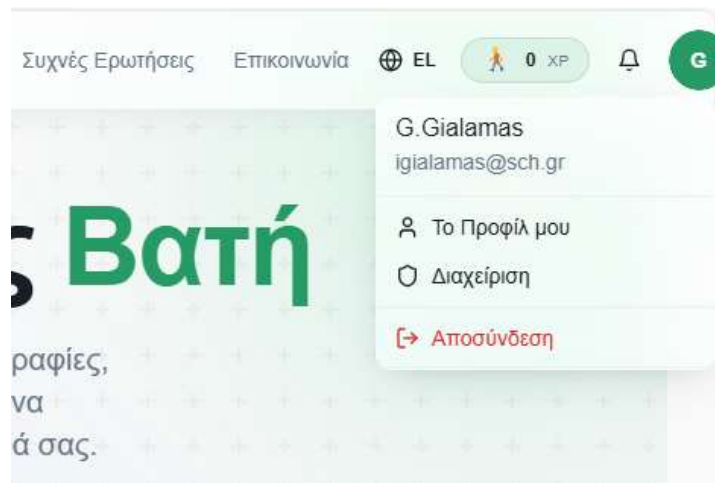 Συχνές Ερωτήσεις Επικοινωνία EL 0 XP G
G.Gialamas
igialamas@sch.gr
ς Βατή
Το Προφίλ μου
Διαχείριση
Αποσύνδεση
ραφίες,
να
ά σας.